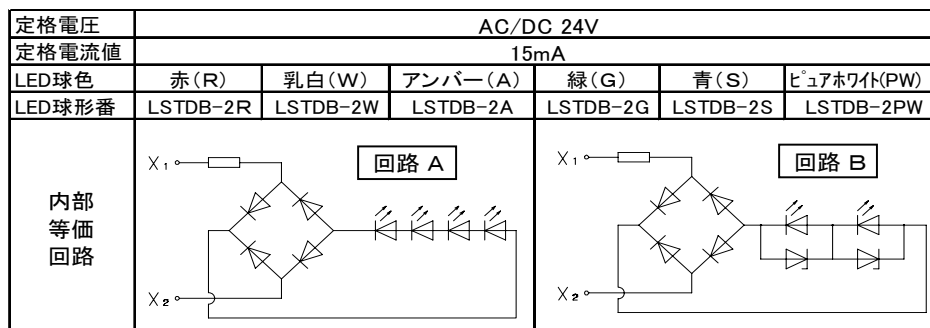 定格電圧 AC/DC 24V
定格電流値 15mA
LED球色 赤(R) 乳白(W) アンバー(A) 緑(G) 青(S) ピュアホワイト(PW)
LED球形番 LSTDB-2R LSTDB-2W LSTDB-2A LSTDB-2G LSTDB-2S LSTDB-2PW
内部
等価
回路
X1
回路 A
X2
X1
回路 B
X2